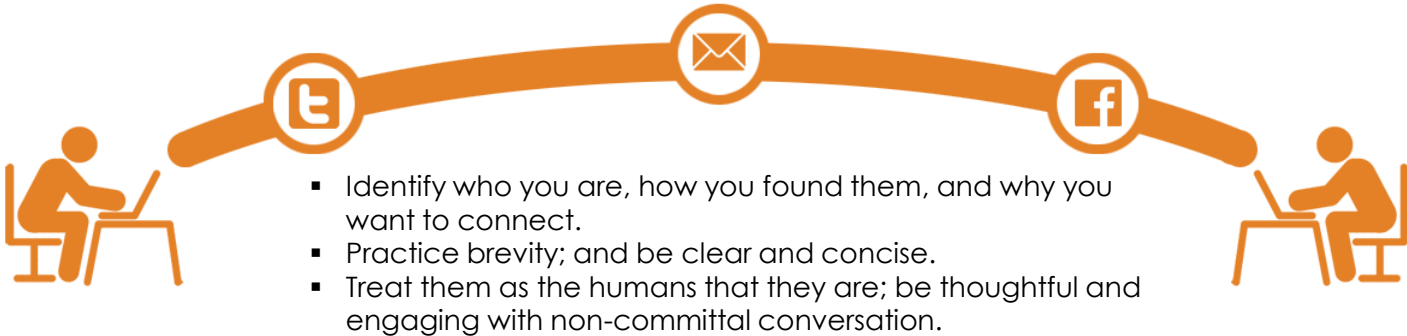 ▪ Identify who you are, how you found them, and why you
want to connect.
▪ Practice brevity; and be clear and concise.
▪ Treat them as the humans that they are; be thoughtful and
engaging with non-committal conversation.